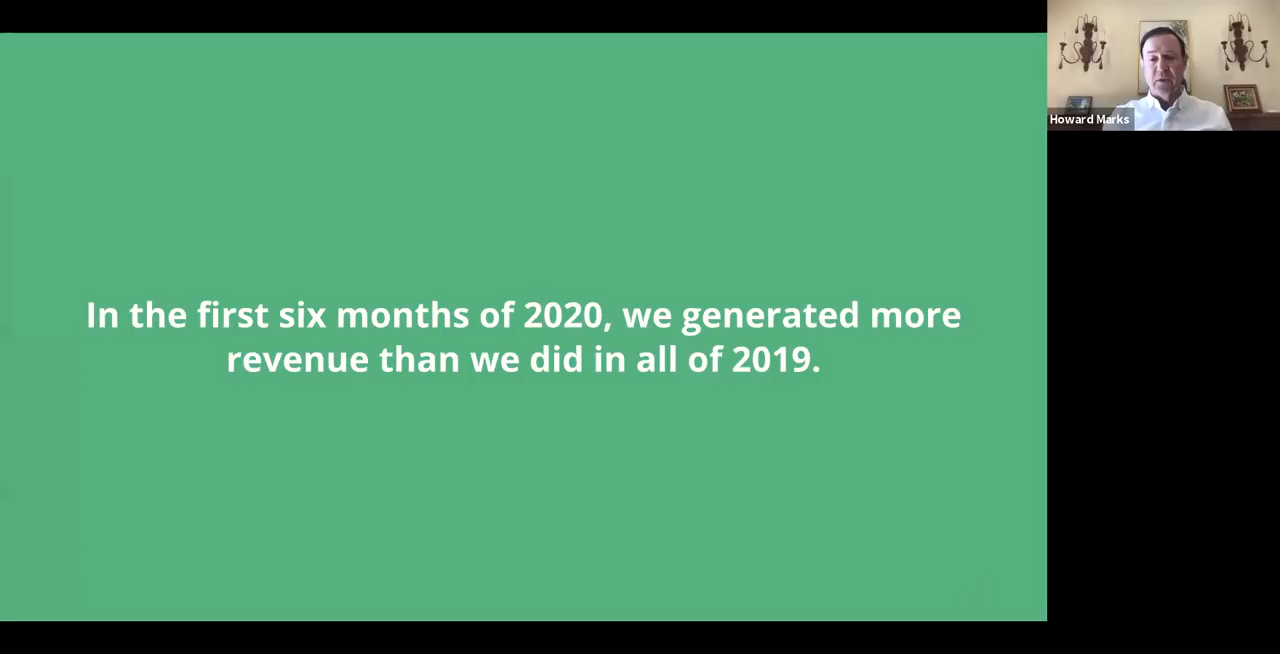 In the first six months of 2020, we generated more
revenue than we did in all of 2019.
Howard Marks